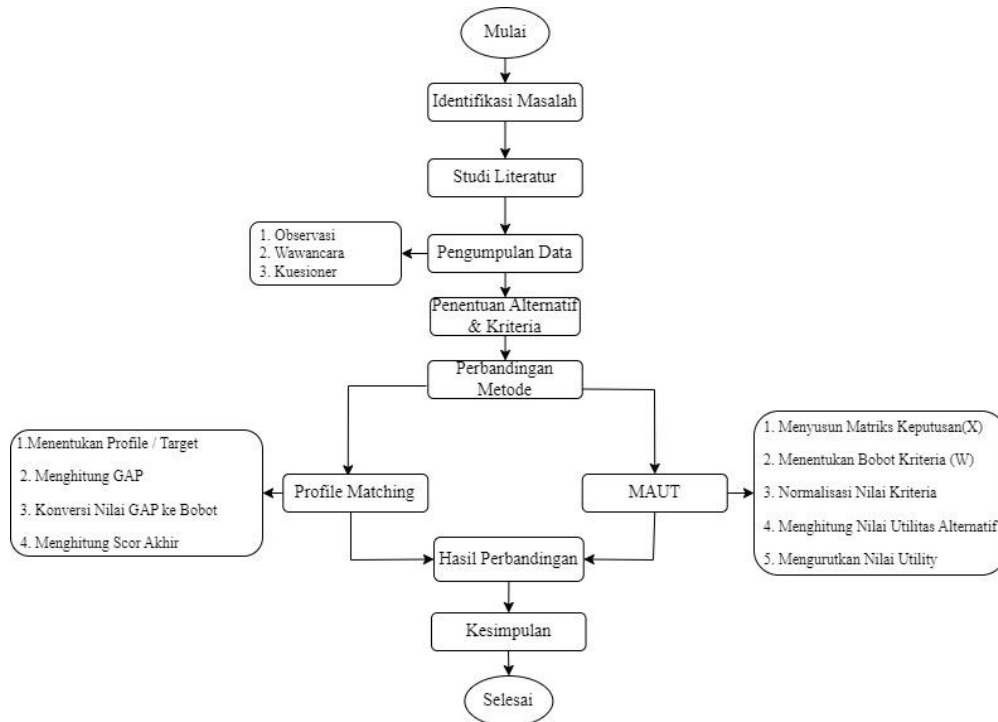 Mulai
Identifikasi Masalah
Studi Literatur
1. Observasi
2. Wawancara
3. Kuesioner
Pengumpulan Data
Penentuan Alternatif
& Kriteria
Perbandingan
Metode
1.Menentukan Profile / Target
2. Menghitung GAP
3. Konversi Nilai GAP ke Bobot
4. Menghitung Scor Akhir
Profile Matching
MAUT
1. Menyusun Matriks Keputusan(X)
2. Menentukan Bobot Kriteria (W)
3. Normalisasi Nilai Kriteria
4. Menghitung Nilai Utilitas Alternatif
5. Mengurutkan Nilai Utility
Hasil Perbandingan
Kesimpulan
Selesai